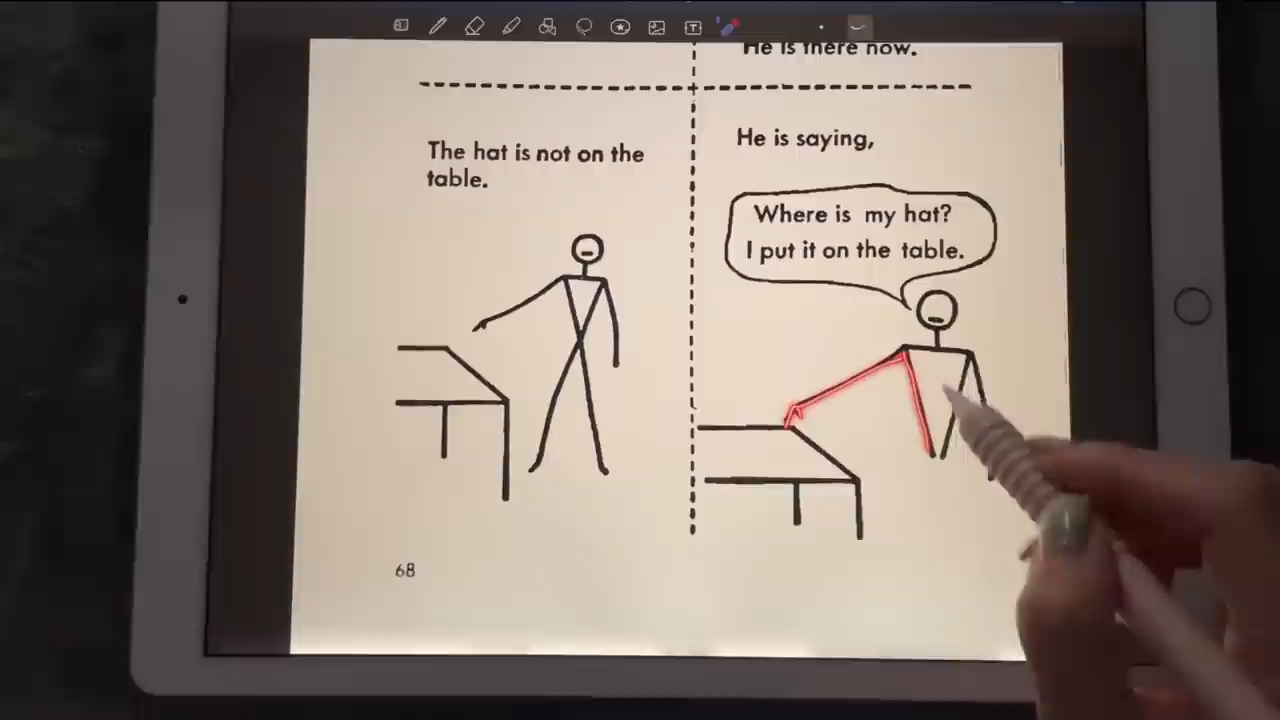 He is there now.
The hat is not on the
table.
He is saying,
Where is my hat?
I put it on the table.
68